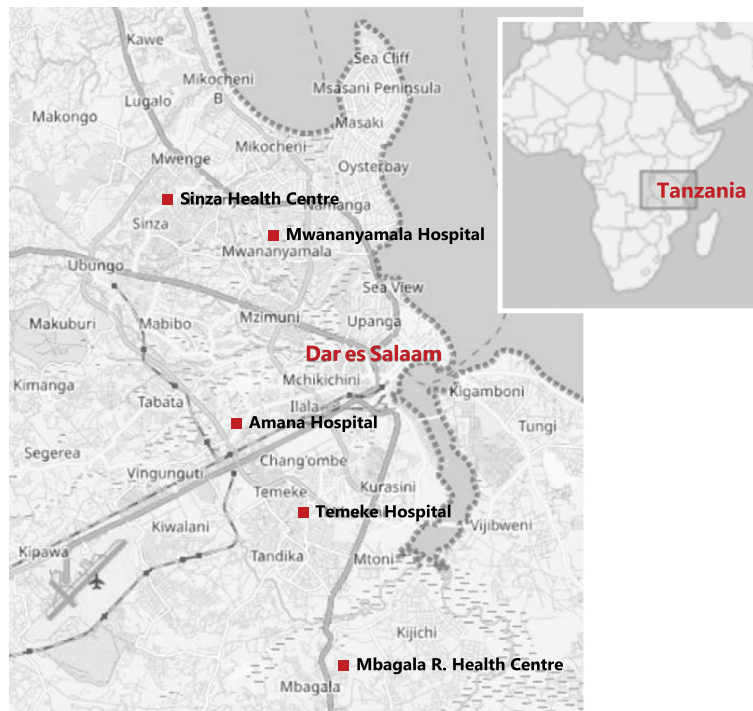 Kawe
Sea Cliff
Mikocheni
B
Msasani Peninsula
Lugalo
Makongo
Masaki
Mikocheni
Mwenge
Oysterbay
Tanzania
Sinza Health Centre
Namanga
Sinza
Mwananyamala Hospital
Mwananyamala
Ubungo
Sea View
Mzimuni
Upanga
Makuburi
Mabibo
Dar es Salaam
Mchikichini
Kimanga
Kigamboni
Tabata
Ilala
Amana Hospital
Tungi
Segerea
Chang'ombe
Vingunguti
Kurasini
Temeke
Temeke Hospital
Kiwalani
Vijibweni
Kipawa
Tandika
Mtoni
Kijichi
Mbagala R. Health Centre
Mbagala